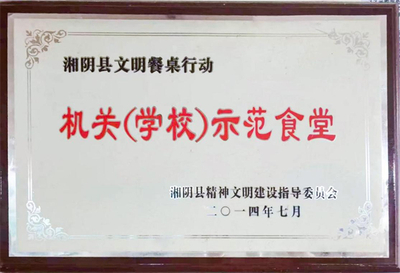 湘阴县文明餐桌行动
机关(学校)示范食堂
湘阴县精神文明建设指导委员会
二〇一四年七月